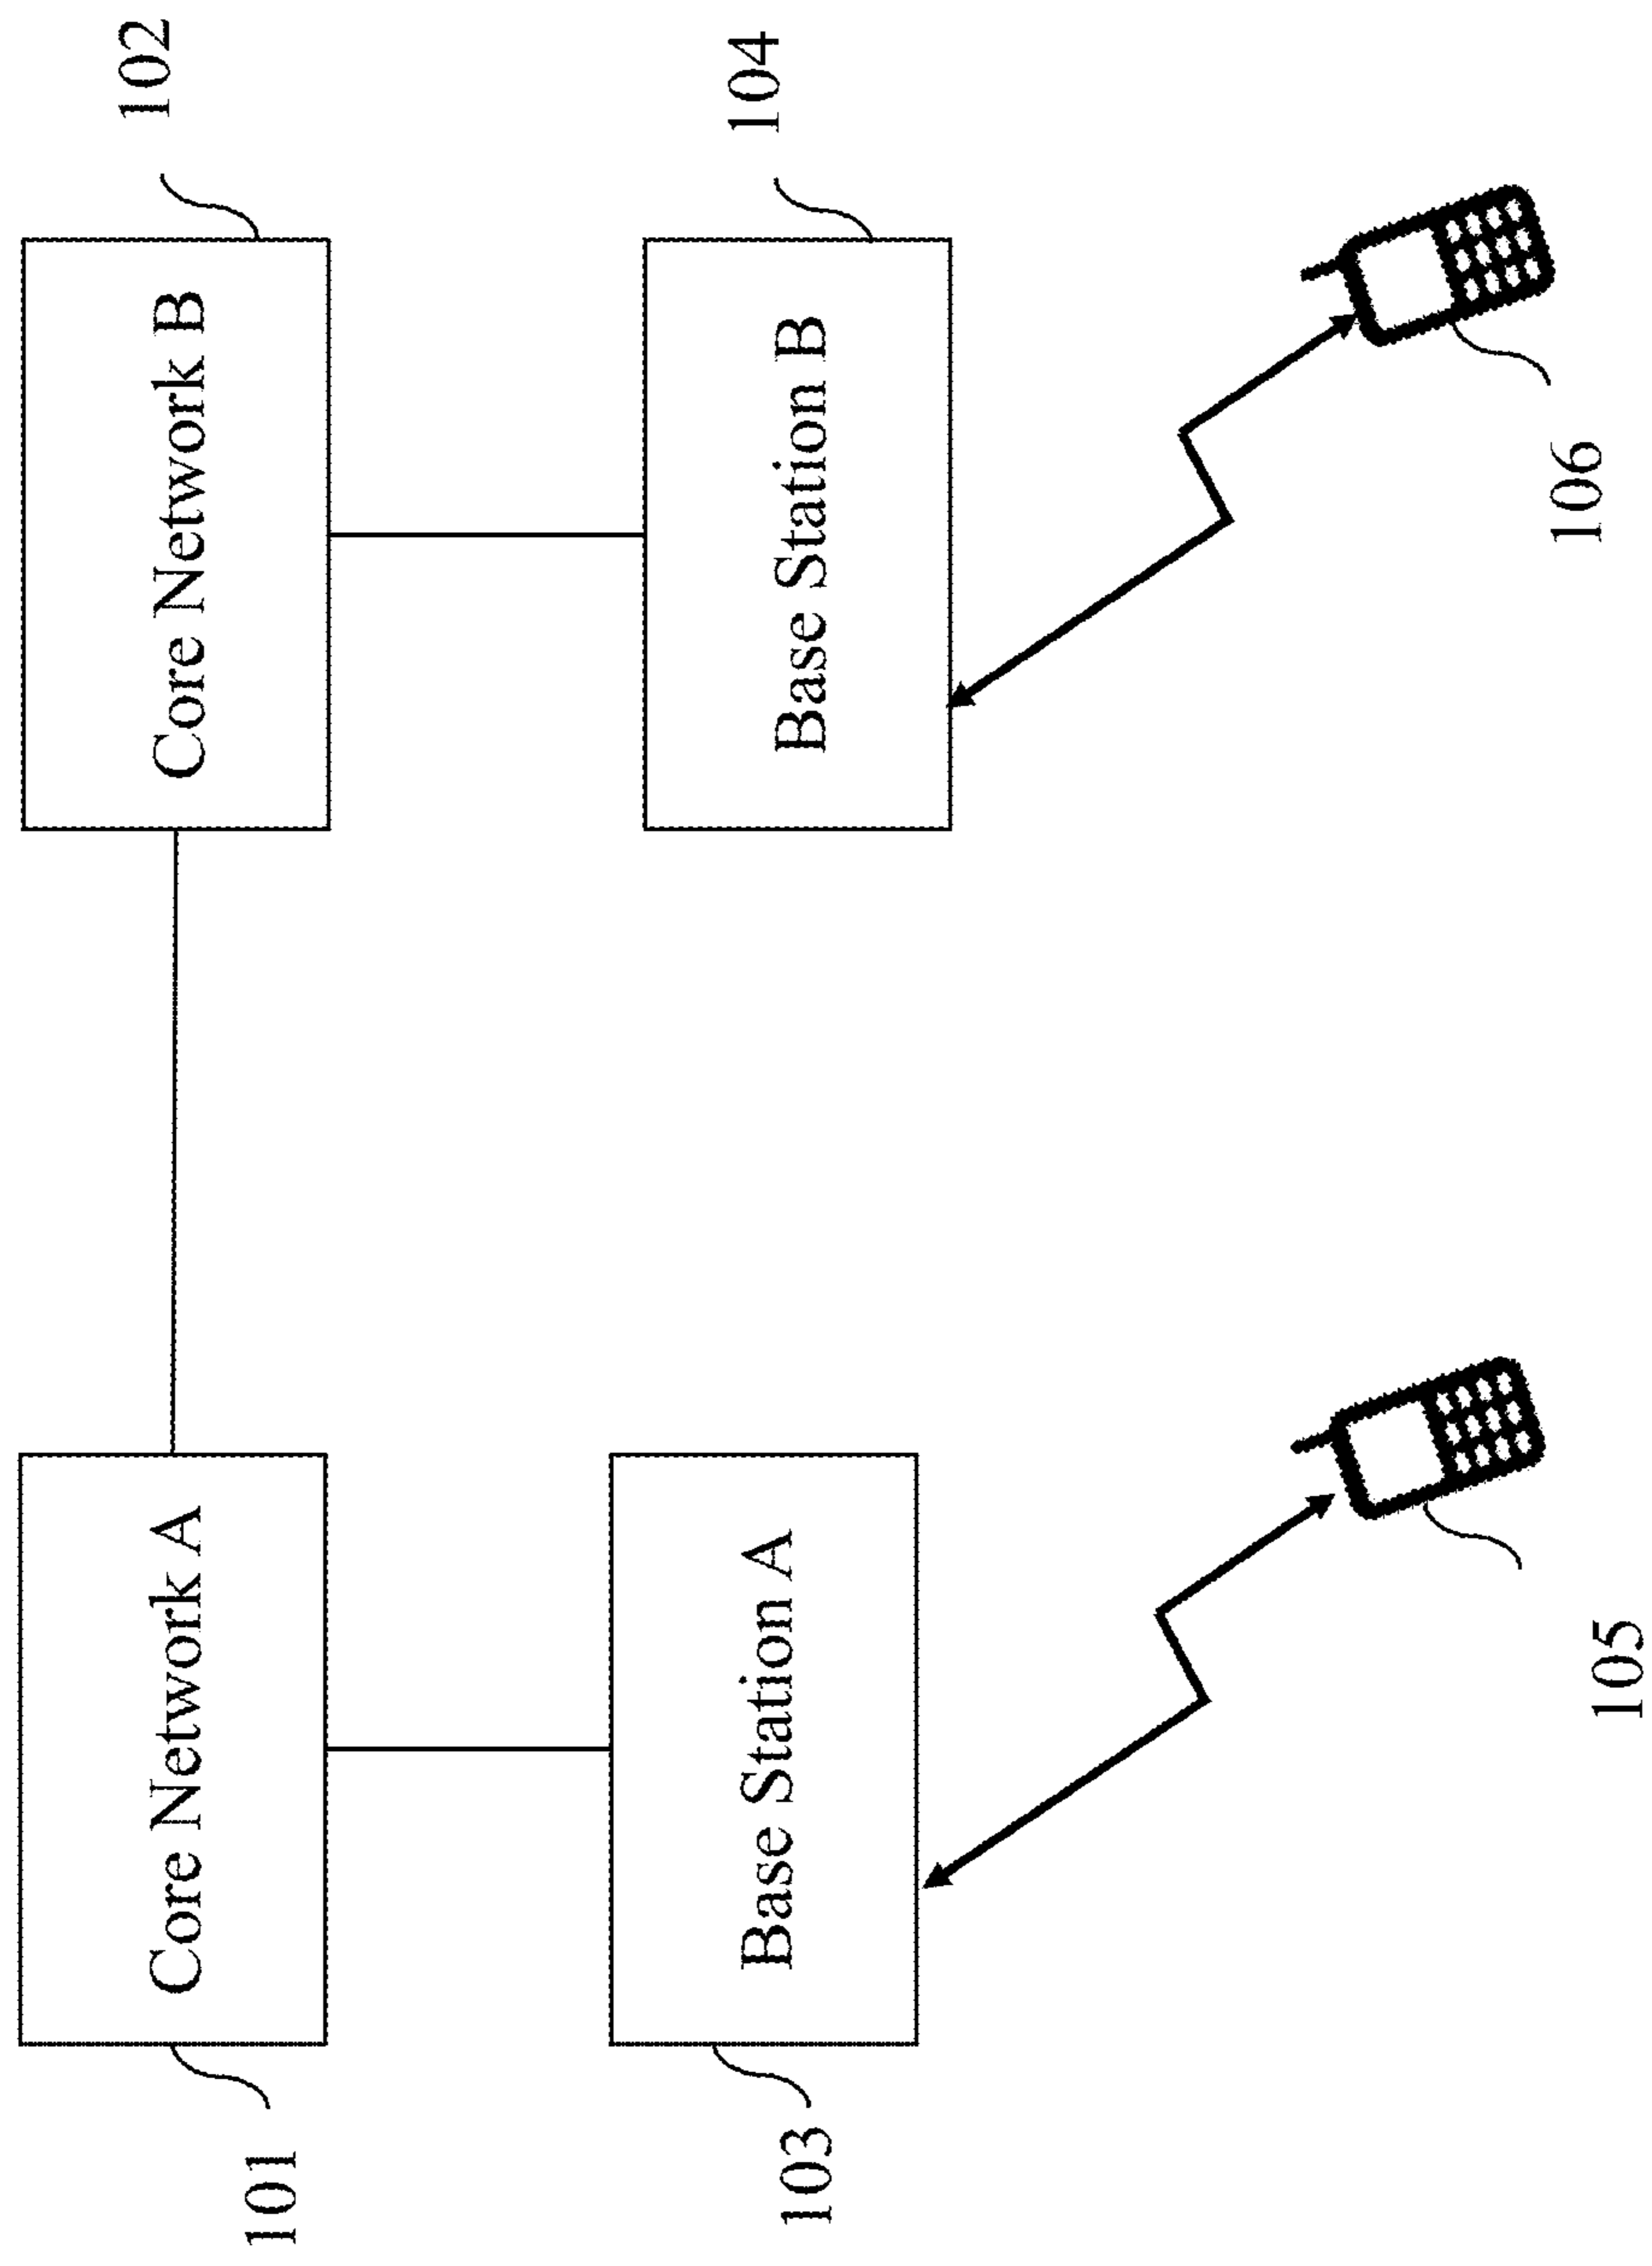 101
Core Network A
Core Network B
102
103
Base Station A
Base Station B
104
105
106